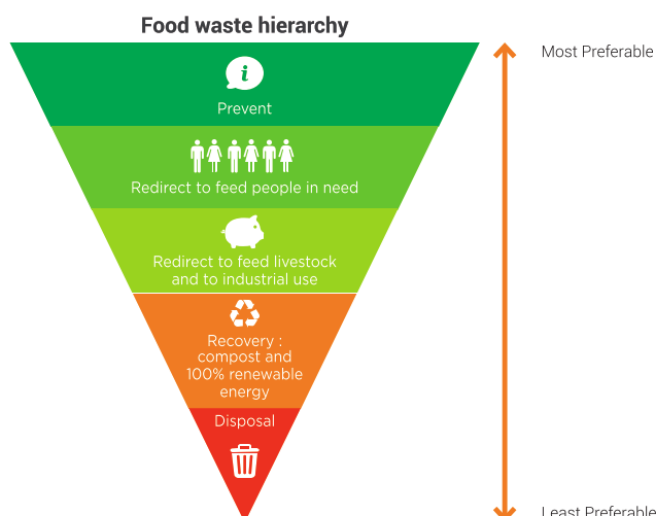 Food waste hierarchy
Most Preferable
i
Prevent
Redirect to feed people in need
Redirect to feed livestock
and to industrial use
Recovery :
compost and
100% renewable
energy
Disposal
Least Preferable